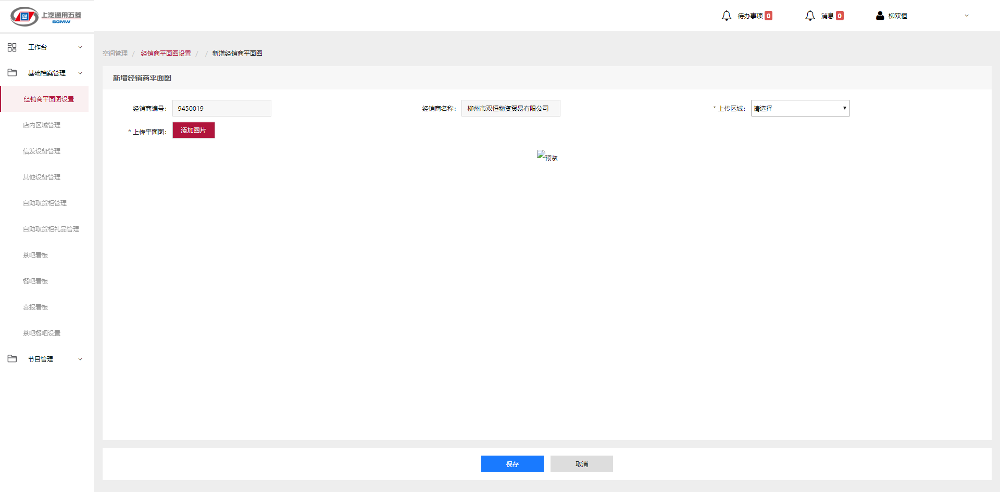 上汽通用五菱
SGMW
待办事项 0
消息 0
柳双恒
工作台
基础档案管理
经销商平面图设置
店内区域管理
信发设备管理
其他设备管理
自助取货柜管理
自助取货柜礼品管理
茶吧看板
餐吧看板
喜报看板
茶吧餐吧设置
节目管理
空间管理 / 经销商平面图设置 / / 新增经销商平面图
新增经销商平面图
经销商编号: 9450019
经销商名称: 柳州市双恒物资贸易有限公司
* 上传区域: 请选择
* 上传平面图: 添加图片
预览
保存
取消